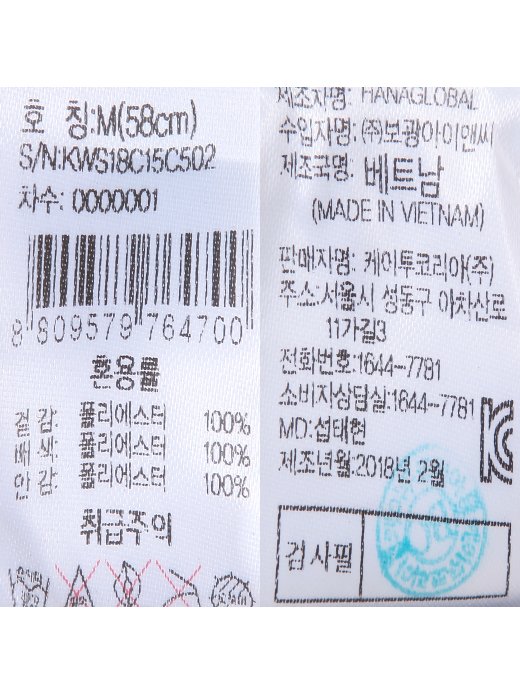 호 칭:M(58cm)
S/N:KWS18C15C502
차수: 0000001
8 809579 764700
혼용률
겉 감: 폴리에스터 100%
배 색: 폴리에스터 100%
안 감: 폴리에스터 100%
취급주의
제조자명: HANAGLOBAL
수입자명: (주)보광아이앤씨
제조국명: 베트남
(MADE IN VIETNAM)
판매자명: 케이투코리아(주)
주소:서울시 성동구 아차산로
11가길3
전화번호:1644-7781
소비자상담실:1644-7781
MD:섭태현
제조년월:2018년 2월
검사필